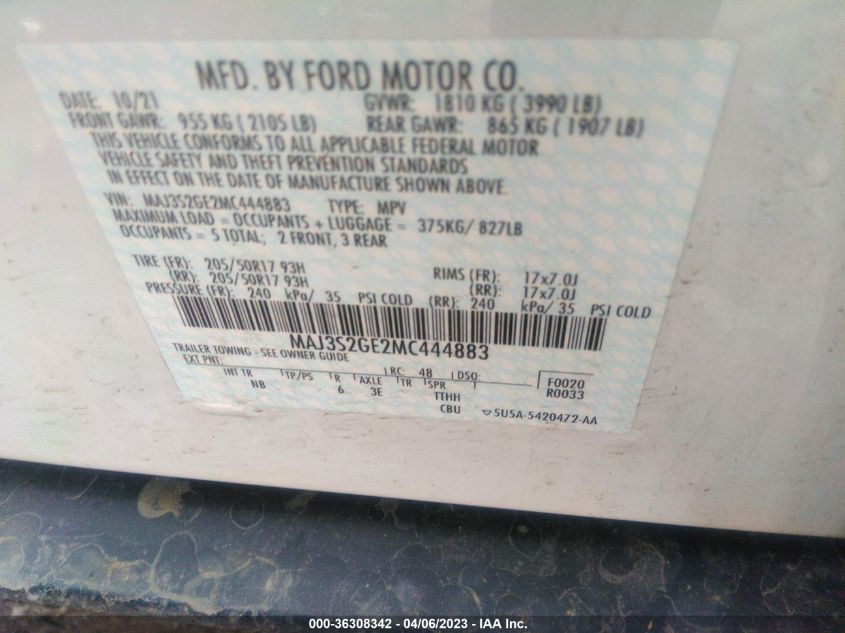 MFD. BY FORD MOTOR CO.
DATE: 10/21 GVWR: 1810 KG ( 3990 LB)
FRONT GAWR: 955 KG ( 2105 LB) REAR GAWR: 865 KG ( 1907 LB)
THIS VEHICLE CONFORMS TO ALL APPLICABLE FEDERAL MOTOR
VEHICLE SAFETY AND THEFT PREVENTION STANDARDS
IN EFFECT ON THE DATE OF MANUFACTURE SHOWN ABOVE.
VIN: MAJ3S2GE2MC444883 TYPE: MPV
MAXIMUM LOAD = OCCUPANTS + LUGGAGE = 375KG/ 827LB
OCCUPANTS = 5 TOTAL; 2 FRONT, 3 REAR
TIRE (FR): 205/50R17 93H RIMS (FR): 17x7.0J
(RR): 205/50R17 93H (RR): 17x7.0J
PRESSURE (FR): 240 kPa/ 35 PSI COLD (RR): 240 kPa/ 35 PSI COLD
MAJ3S2GE2MC444883
TRAILER TOWING - SEE OWNER GUIDE
EXT PNT: RC: 48 DSO: F0020
INT TR TP/PS R AXLE TR SPR R0033
NB 6 3E TTHH
CBU ▽5U5A-5420472-AA
000-36308342 - 04/06/2023 - IAA Inc.